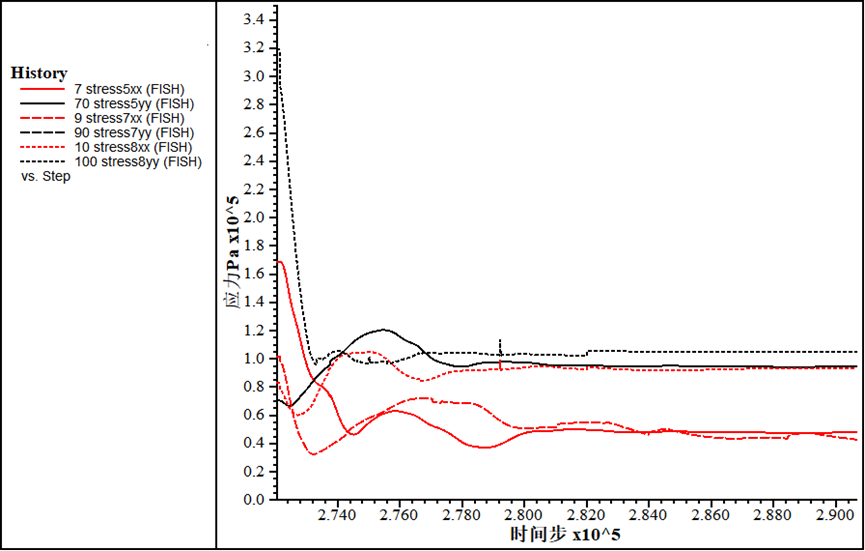 History
7 stress5xx (FISH)
70 stress5yy (FISH)
9 stress7xx (FISH)
90 stress7yy (FISH)
10 stress8xx (FISH)
100 stress8yy (FISH)
vs. Step
应力Pa x10^5
3.4
3.2
3.0
2.8
2.6
2.4
2.2
2.0
1.8
1.6
1.4
1.2
1.0
0.8
0.6
0.4
0.2
0.0
2.740 2.760 2.780 2.800 2.820 2.840 2.860 2.880 2.900
时间步 x10^5